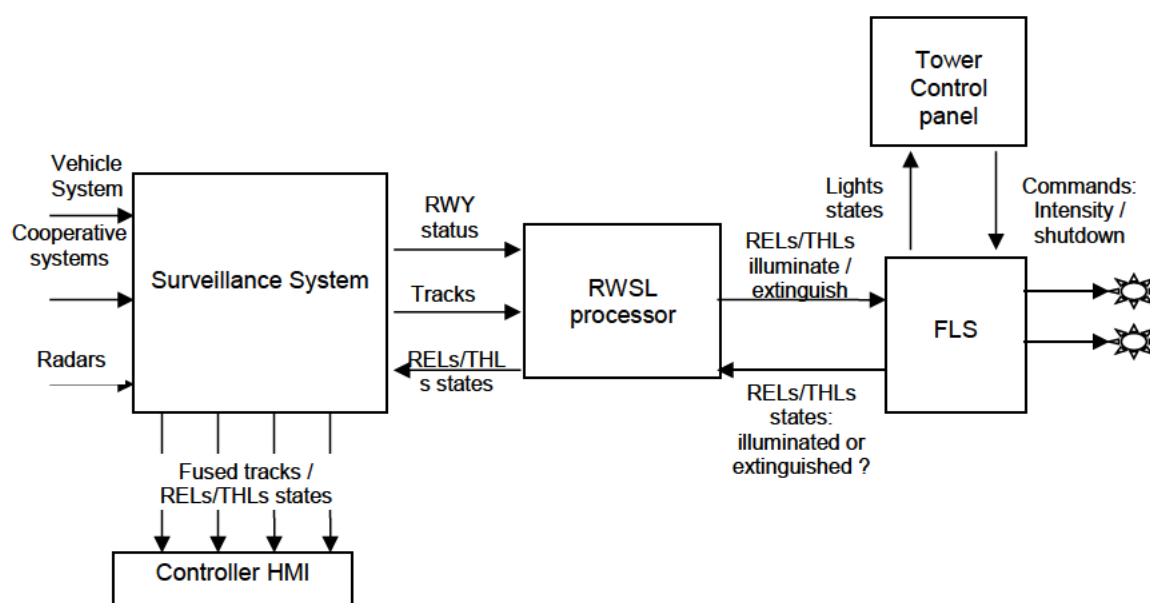 Tower
Control
panel
Vehicle
System
Cooperative
systems
Radars
Surveillance System
RWY
status
Tracks
RELs/THL
s states
RWSL
processor
RELs/THLs
illuminate /
extinguish
RELs/THLs
states:
illuminated or
extinguished ?
Lights
states
Commands:
Intensity /
shutdown
FLS
Fused tracks /
RELs/THLs states
Controller HMI